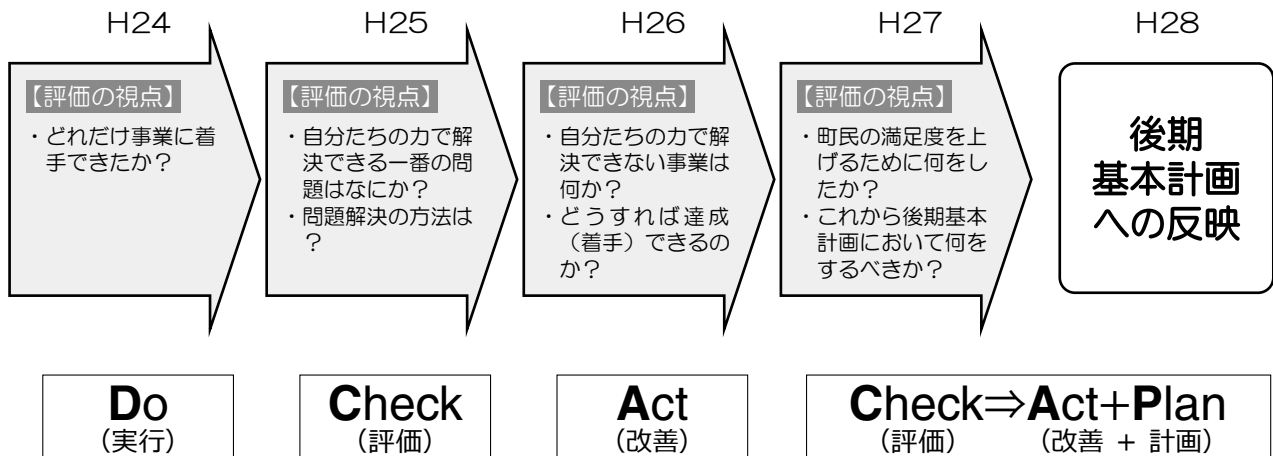 H24
H25
H26
H27
H28
【評価の視点】
・どれだけ事業に着
手できたか？
【評価の視点】
・自分たちの力で解
決できる一番の問
題はなにか？
・問題解決の方法は
？
【評価の視点】
・自分たちの力で解
決できない事業は
何か？
・どうすれば達成
（着手）できるの
か？
【評価の視点】
・町民の満足度を上
げるために何をし
たか？
・これから後期基本
計画において何を
するべきか？
後期
基本計画
への反映
Do
（実行）
Check
（評価）
Act
（改善）
Check⇒Act+Plan
（評価） （改善 + 計画）